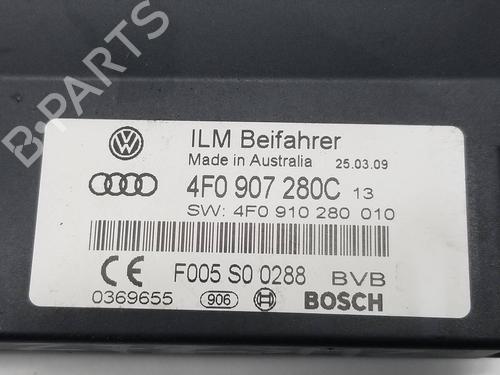 B-PARTS
ILM Beifahrer
Made in Australia 25.03.09
4F0 907 280C 13
SW: 4F0 910 280 010
F005 S0 0288 BVB
CE
0369655 906 BOSCH